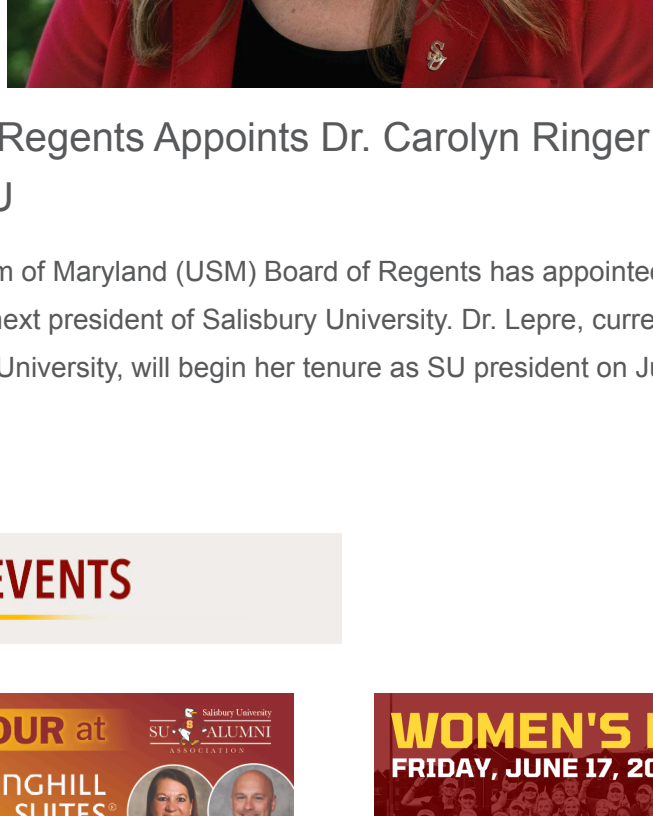 Regents Appoints Dr. Carolyn Ringer
U
m of Maryland (USM) Board of Regents has appointed
next president of Salisbury University. Dr. Lepre, curre
University, will begin her tenure as SU president on Ju
EVENTS
OUR at
Salisbury University
SU ALUMNI
ASSOCIATION
NGHILL
SUITES®
WOMEN'S
FRIDAY, JUNE 17, 20